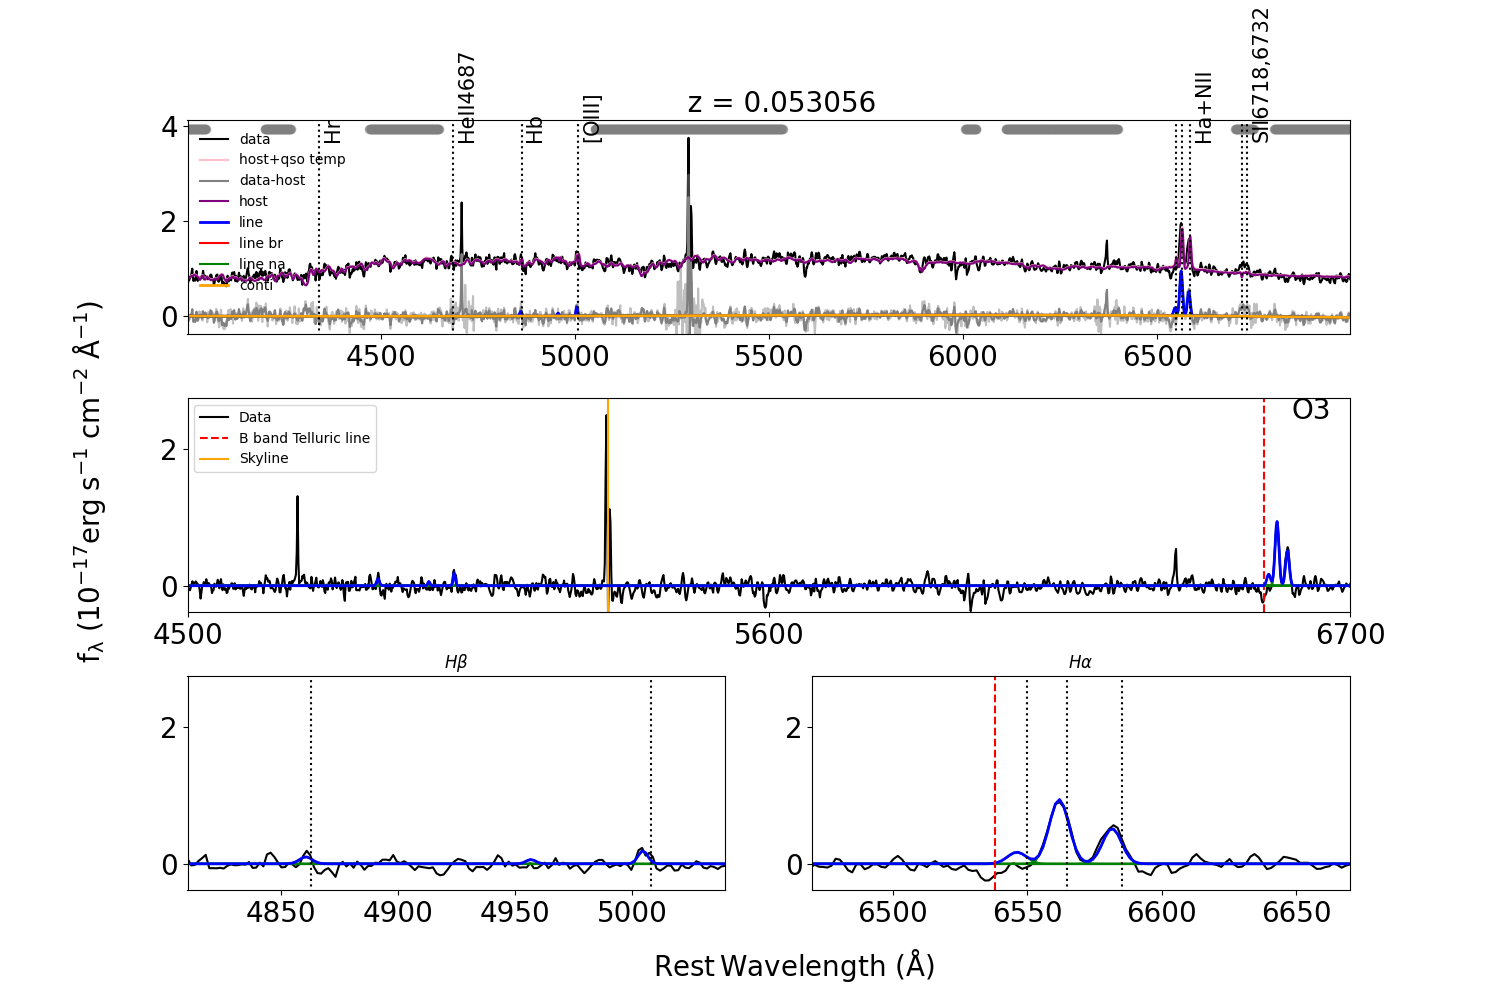 z = 0.053056
Hr
HeII4687
Hb
[OIII]
Ha+NII
SII6718,6732
data
host+qso temp
data-host
host
line
line br
line na
conti
4
2
0
4500
5000
5500
6000
6500
fλ (10⁻¹⁷erg s⁻¹ cm⁻² Å⁻¹)
O3
Data
B band Telluric line
Skyline
2
0
4500
5600
6700
Hβ
2
0
4850
4900
4950
5000
Hα
2
0
6500
6550
6600
6650
Rest Wavelength (Å)